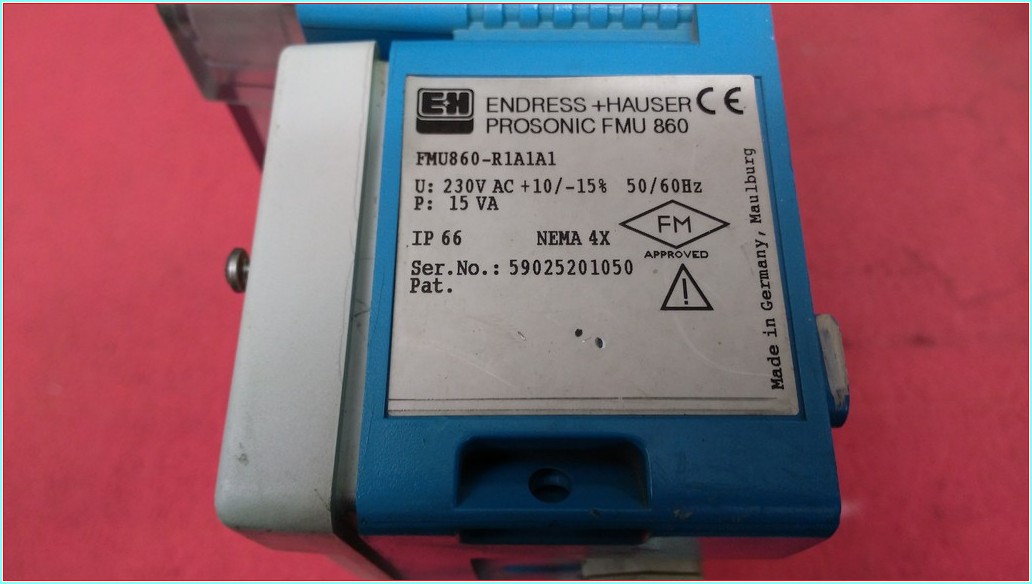 E+H ENDRESS +HAUSER CE
PROSONIC FMU 860
FMU860-R1A1A1
U: 230V AC +10/-15% 50/60Hz
P: 15 VA
FM
IP 66 NEMA 4X
APPROVED
Ser.No.: 59025201050
Pat.
Made in Germany, Maulburg